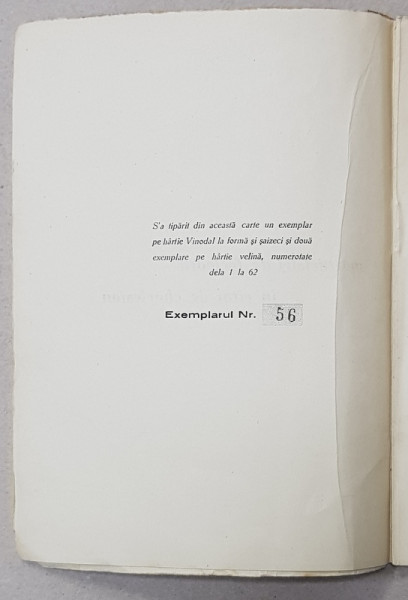 S'a tipărit din această carte un exemplar
pe hârtie Vinodal la formă și șaizeci și două
exemplare pe hârtie velină, numerotate
dela 1 la 62
Exemplarul Nr. 56